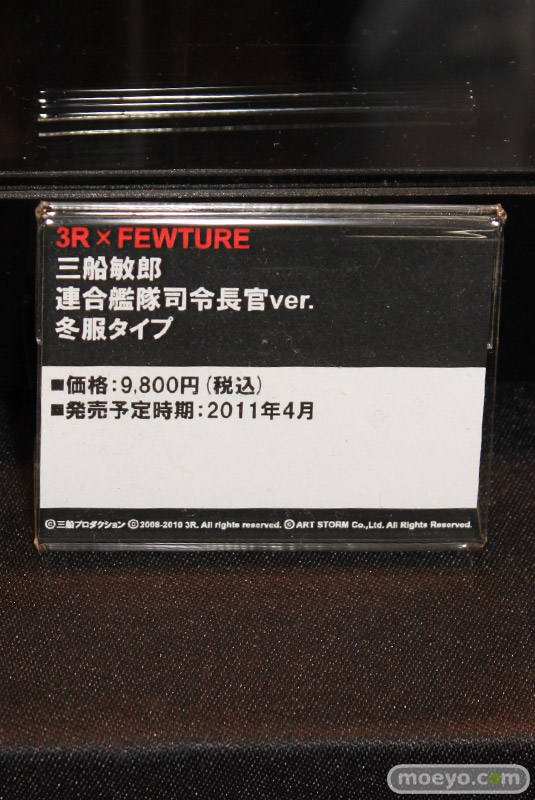 3R×FEWTURE
三船敏郎
連合艦隊司令長官ver.
冬服タイプ
■価格：9,800円（税込）
■発売予定時期：2011年4月
©三船プロダクション ©2008-2010 3R. All rights reserved. ©ART STORM Co.,Ltd. All Rights Reserved.
moeyo.com